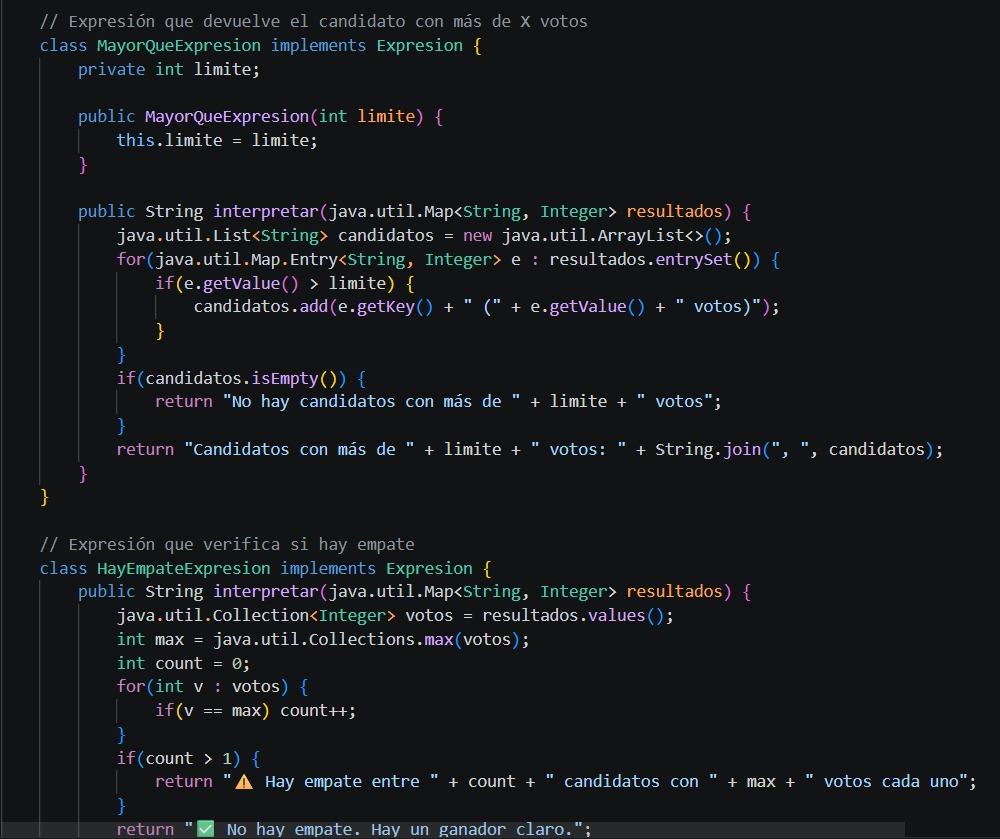 // Expresión que devuelve el candidato con más de X votos
class MayorQueExpresion implements Expresion {
    private int limite;

    public MayorQueExpresion(int limite) {
        this.limite = limite;
    }

    public String interpretar(java.util.Map<String, Integer> resultados) {
        java.util.List<String> candidatos = new java.util.ArrayList<>();
        for(java.util.Map.Entry<String, Integer> e : resultados.entrySet()) {
            if(e.getValue() > limite) {
                candidatos.add(e.getKey() + " (" + e.getValue() + " votos)");
            }
        }
        if(candidatos.isEmpty()) {
            return "No hay candidatos con más de " + limite + " votos";
        }
        return "Candidatos con más de " + limite + " votos: " + String.join(", ", candidatos);
    }
}

// Expresión que verifica si hay empate
class HayEmpateExpresion implements Expresion {
    public String interpretar(java.util.Map<String, Integer> resultados) {
        java.util.Collection<Integer> votos = resultados.values();
        int max = java.util.Collections.max(votos);
        int count = 0;
        for(int v : votos) {
            if(v == max) count++;
        }
        if(count > 1) {
            return "⚠️ Hay empate entre " + count + " candidatos con " + max + " votos cada uno";
        }
        return "✅ No hay empate. Hay un ganador claro.";